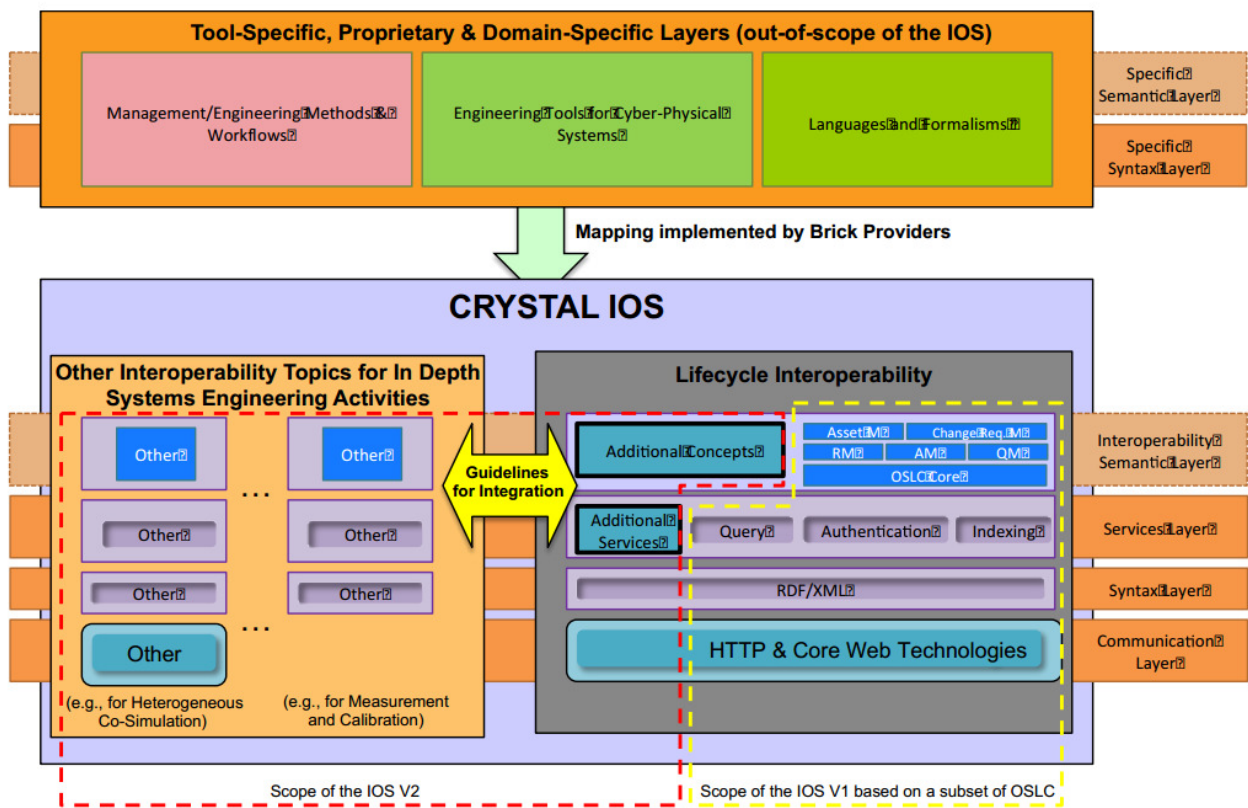 Tool-Specific, Proprietary & Domain-Specific Layers (out-of-scope of the IOS)
Management/Engineering Methods &
Workflows
Engineering Tools for Cyber-Physical
Systems
Languages and Formalisms
Specific
Semantic Layer
Specific
Syntax Layer
Mapping implemented by Brick Providers
CRYSTAL IOS
Other Interoperability Topics for In Depth
Systems Engineering Activities
Lifecycle Interoperability
Other
...
Other
Guidelines
for Integration
Additional Concepts
Asset M
Change Req. M
RM
AM
QM
OSLC Core
Interoperability
Semantic Layer
Other
Other
Additional
Services
Query
Authentication
Indexing
Services Layer
Other
Other
RDF/XML
Syntax Layer
Other
...
HTTP & Core Web Technologies
Communication
Layer
(e.g., for Heterogeneous
Co-Simulation)
(e.g., for Measurement
and Calibration)
Scope of the IOS V2
Scope of the IOS V1 based on a subset of OSLC